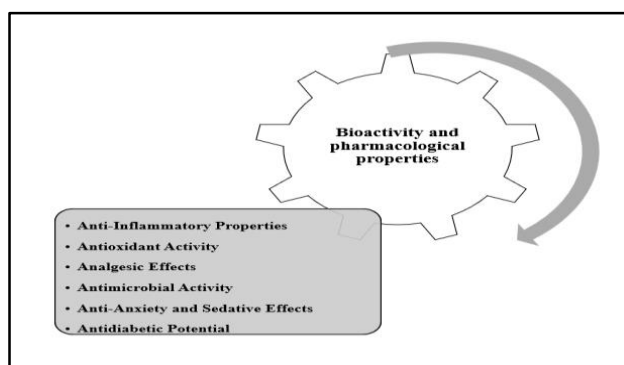 Bioactivity and
pharmacological
properties
• Anti-Inflammatory Properties
• Antioxidant Activity
• Analgesic Effects
• Antimicrobial Activity
• Anti-Anxiety and Sedative Effects
• Antidiabetic Potential